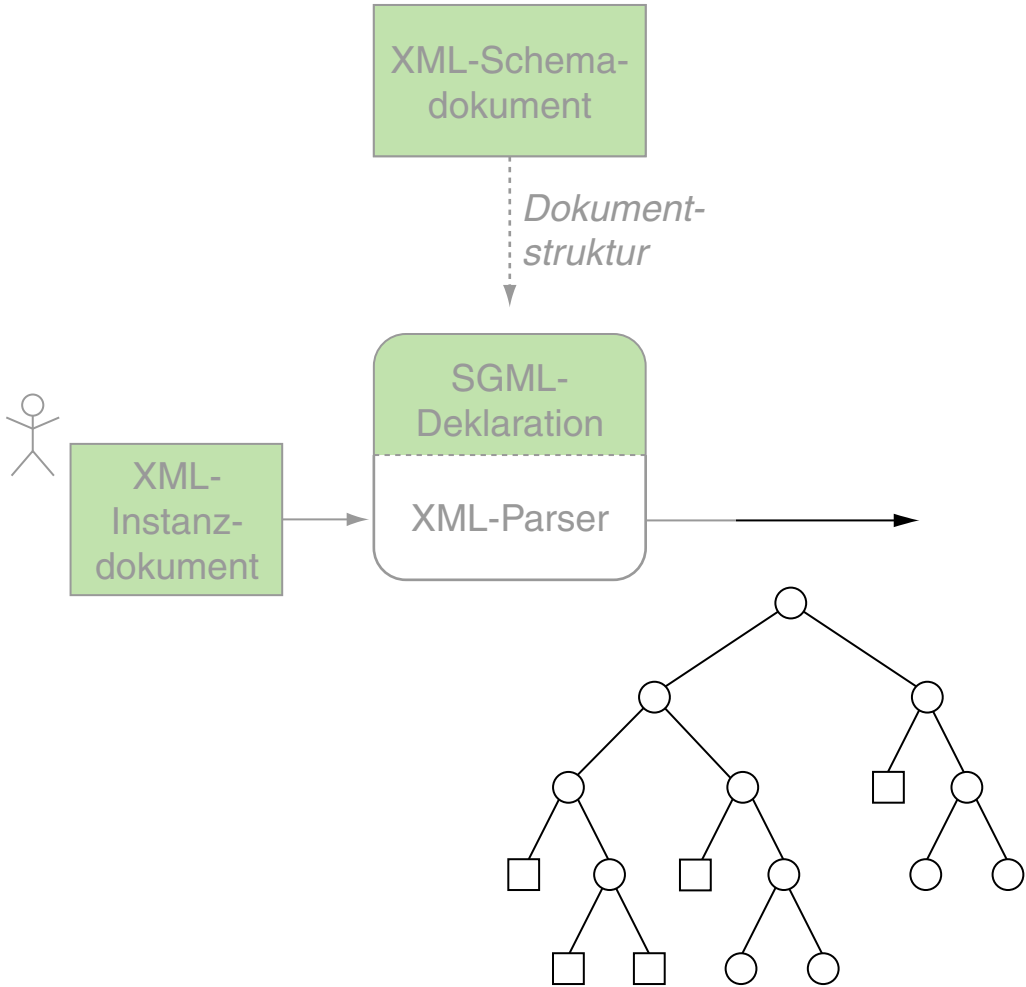 XML-Schema-
dokument
Dokument-
struktur
SGML-
Deklaration
XML-
Instanz-
dokument
XML-Parser